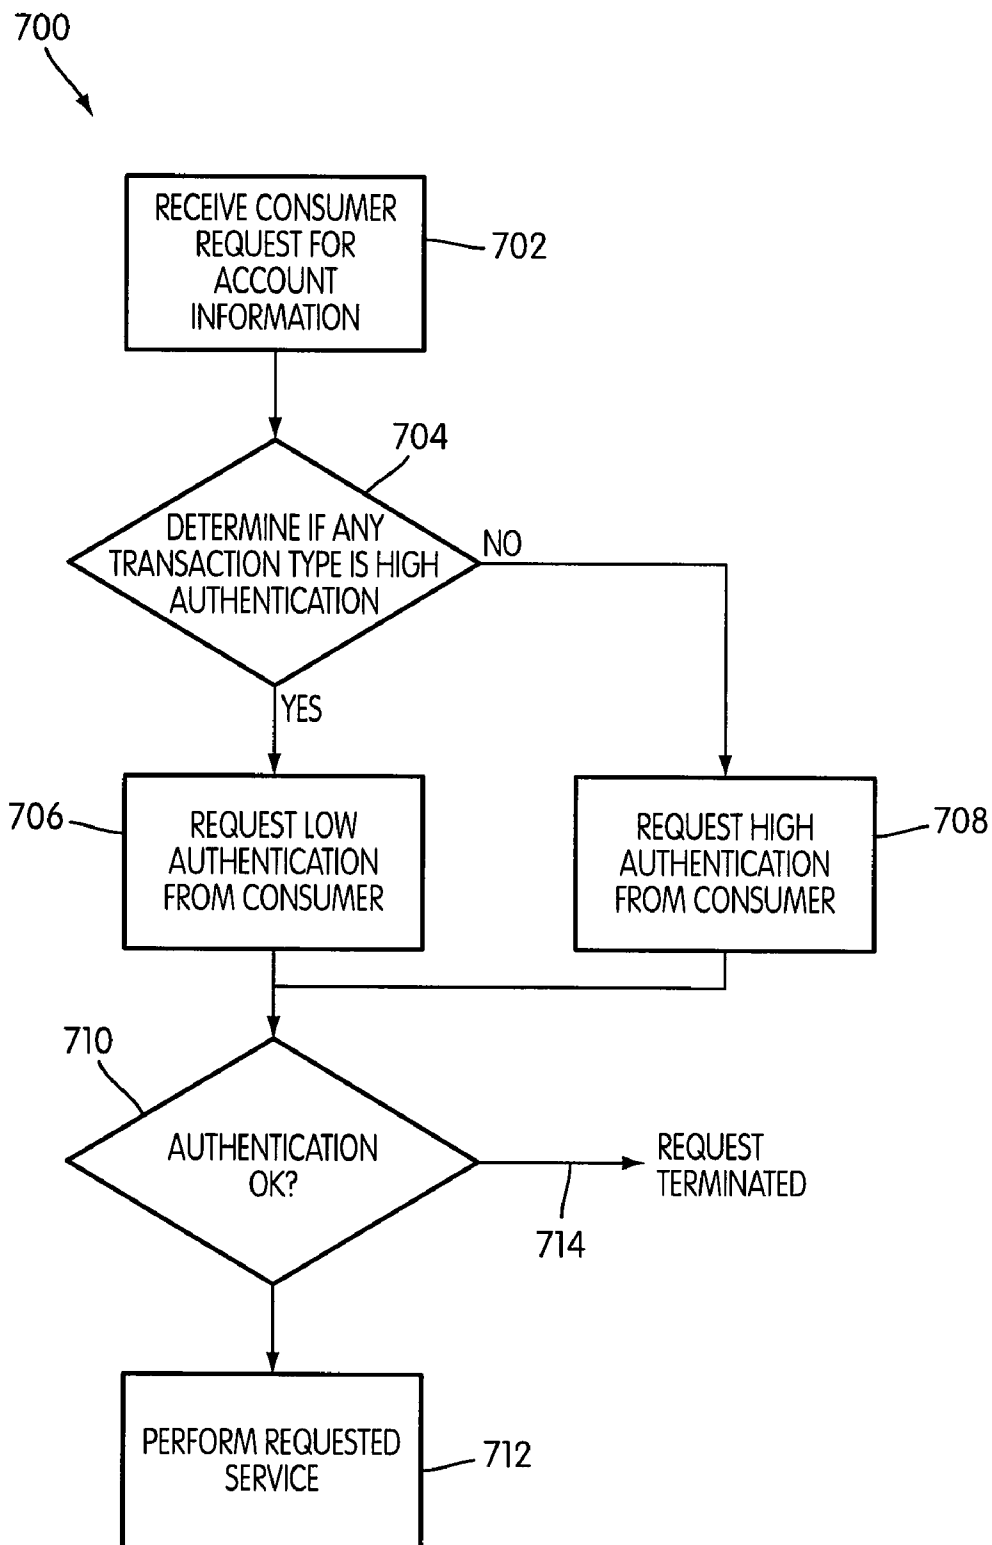 700
RECEIVE CONSUMER
REQUEST FOR
ACCOUNT
INFORMATION
702
704
DETERMINE IF ANY
TRANSACTION TYPE IS HIGH
AUTHENTICATION
NO
YES
706
REQUEST LOW
AUTHENTICATION
FROM CONSUMER
REQUEST HIGH
AUTHENTICATION
FROM CONSUMER
708
710
AUTHENTICATION
OK?
REQUEST
TERMINATED
714
PERFORM REQUESTED
SERVICE
712